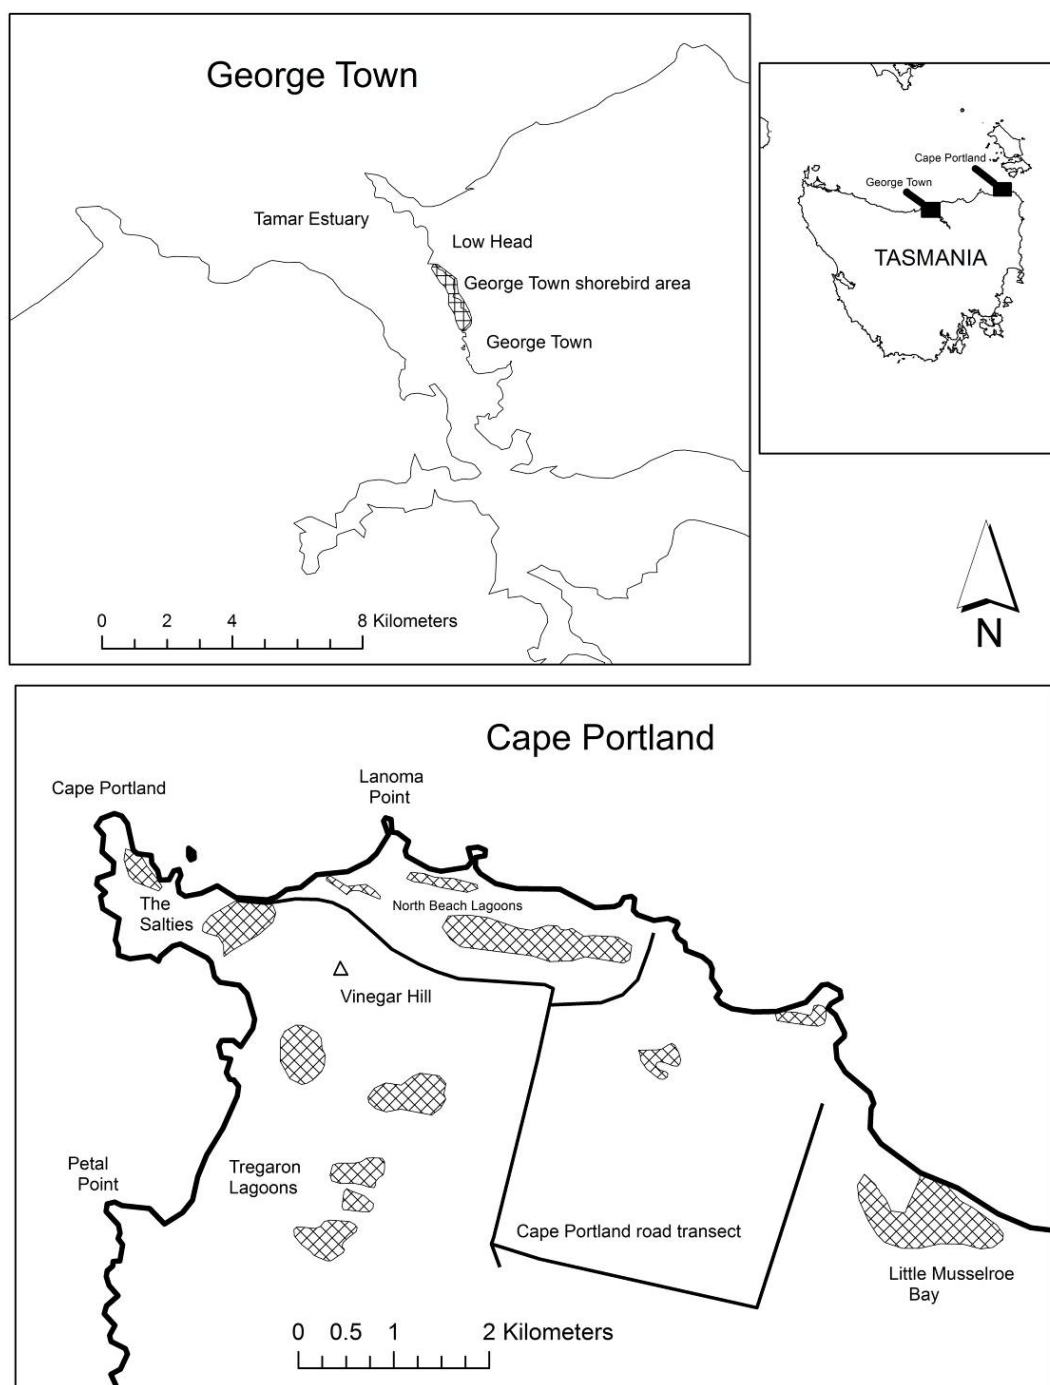 George Town
Tamar Estuary
Low Head
George Town shorebird area
George Town
0 2 4 8 Kilometers
Cape Portland
George Town
TASMANIA
N
Cape Portland
Cape Portland
Lanoma
Point
The
Salties
North Beach Lagoons
Vinegar Hill
Petal
Point
Tregaron
Lagoons
Cape Portland road transect
Little Musselroe
Bay
0 0.5 1 2 Kilometers